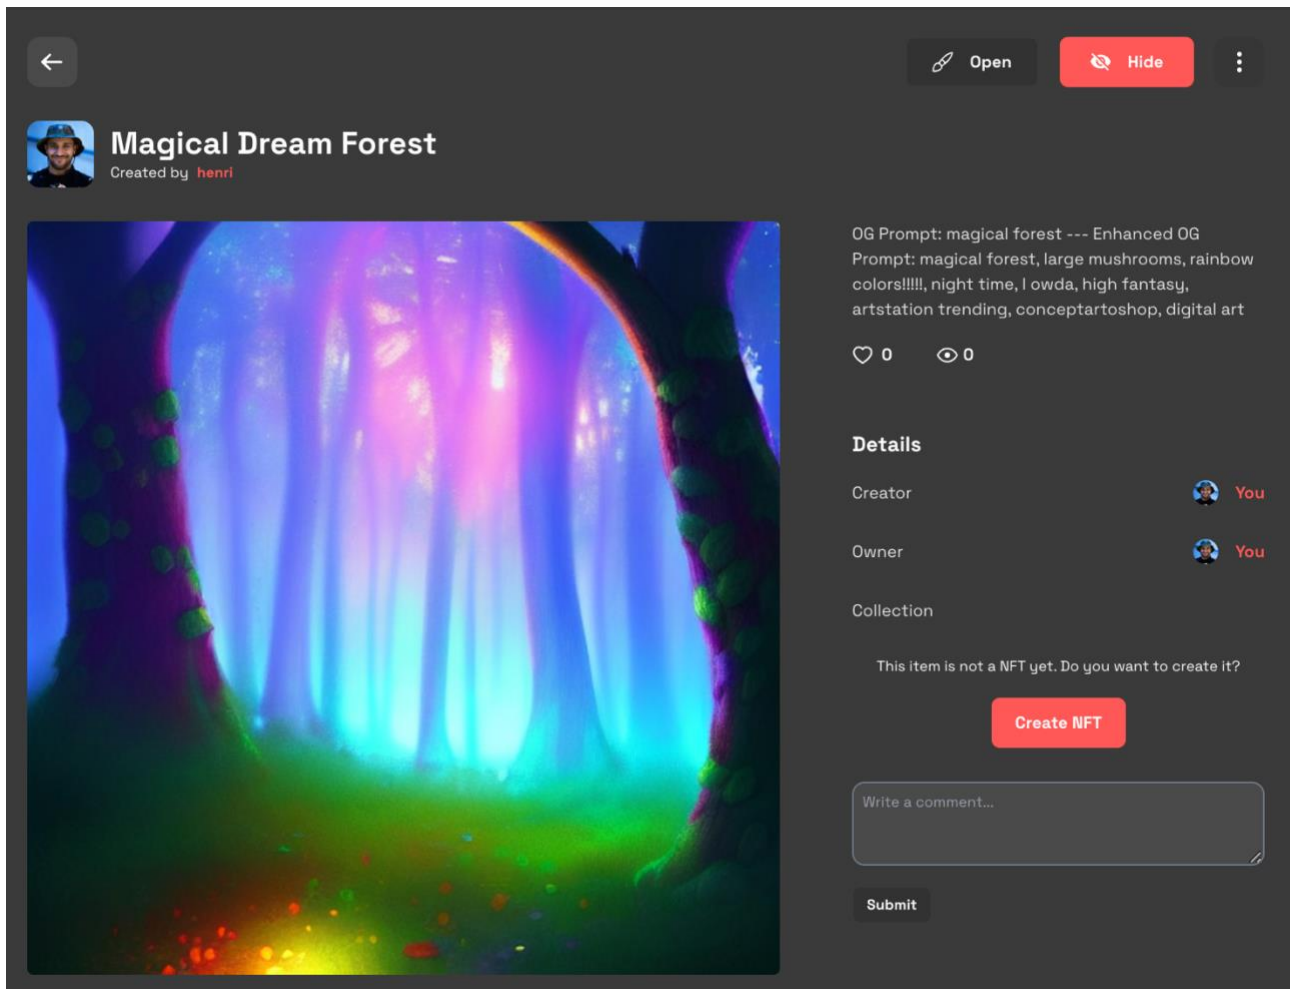 Open
Hide
Magical Dream Forest
Created by henri
OG Prompt: magical forest --- Enhanced OG
Prompt: magical forest, large mushrooms, rainbow
colors!!!!!, night time, I owda, high fantasy,
artstation trending, conceptartoshop, digital art
0 0
Details
Creator You
Owner You
Collection
This item is not a NFT yet. Do you want to create it?
Create NFT
Write a comment...
Submit